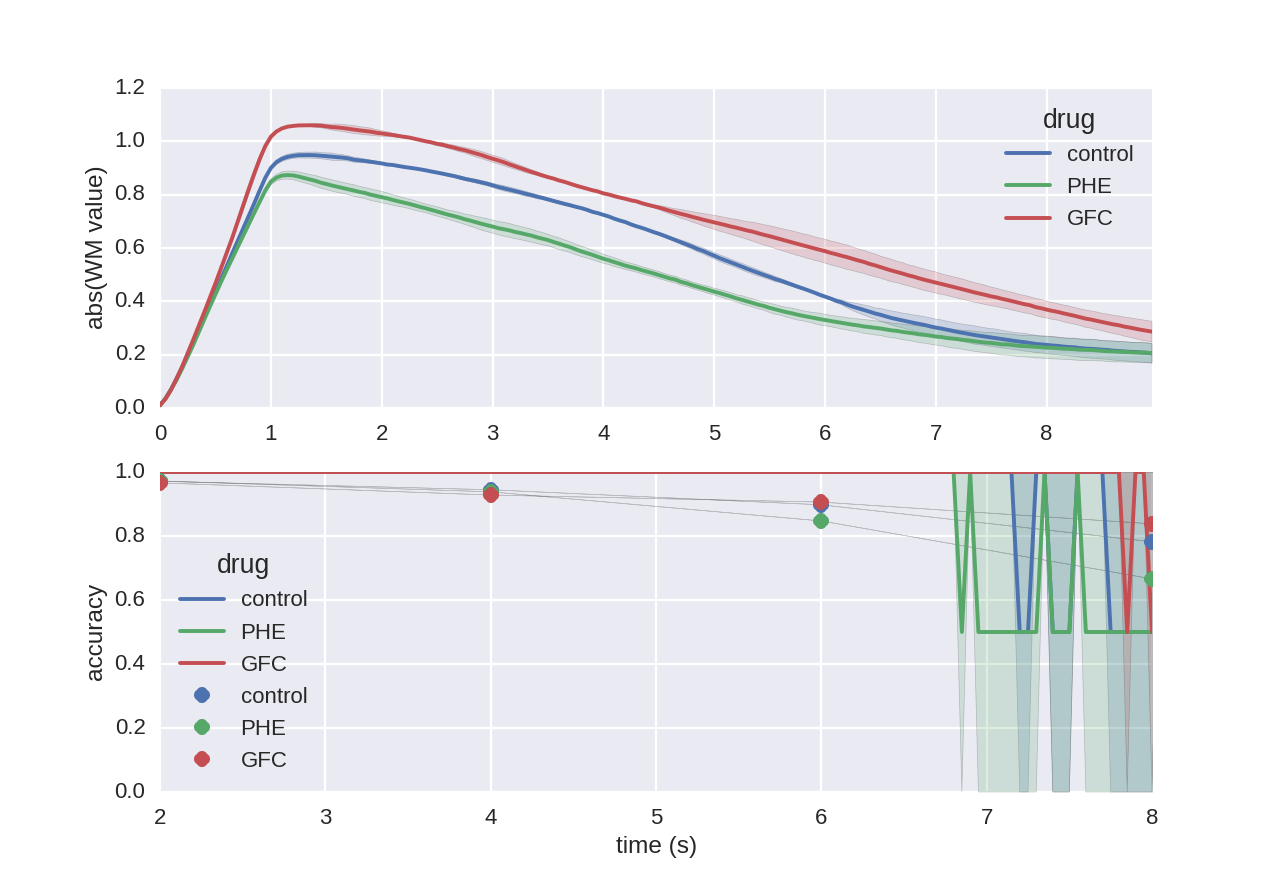 1.2
1.0
0.8
0.6
0.4
0.2
0.0
abs(WM value)
drug
control
PHE
GFC
0 1 2 3 4 5 6 7 8
1.0
0.8
0.6
0.4
0.2
0.0
accuracy
drug
control
PHE
GFC
control
PHE
GFC
2 3 4 5 6 7 8
time (s)